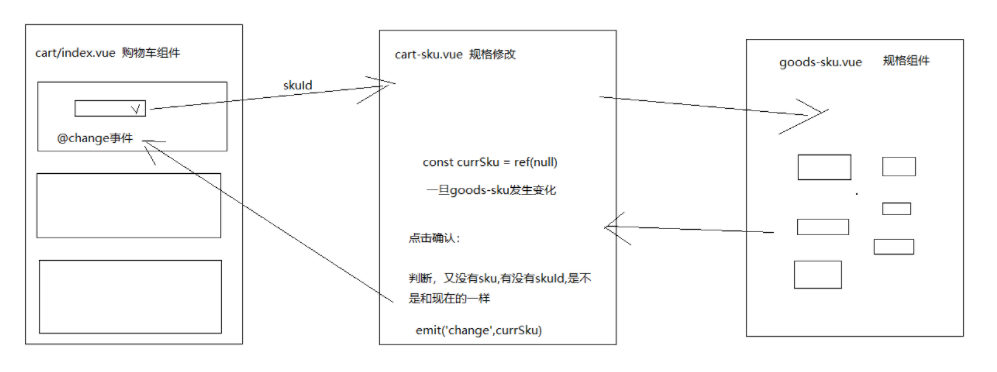 cart/index.vue 购物车组件
@change事件
skuId
cart-sku.vue 规格修改
const currSku = ref(null)
一旦goods-sku发生变化
点击确认：
判断，又没有sku,有没有skuId,是不
是和现在的一样
emit('change',currSku)
goods-sku.vue 规格组件